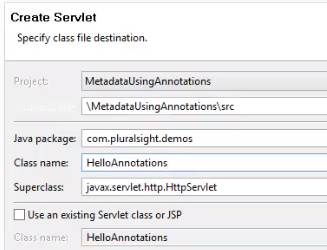 Create Servlet
Specify class file destination.
Project: MetadataUsingAnnotations
\MetadataUsingAnnotations\src
Java package: com.pluralsight.demos
Class name: HelloAnnotations
Superclass: javax.servlet.http.HttpServlet
Use an existing Servlet class or JSP
Class name: HelloAnnotations